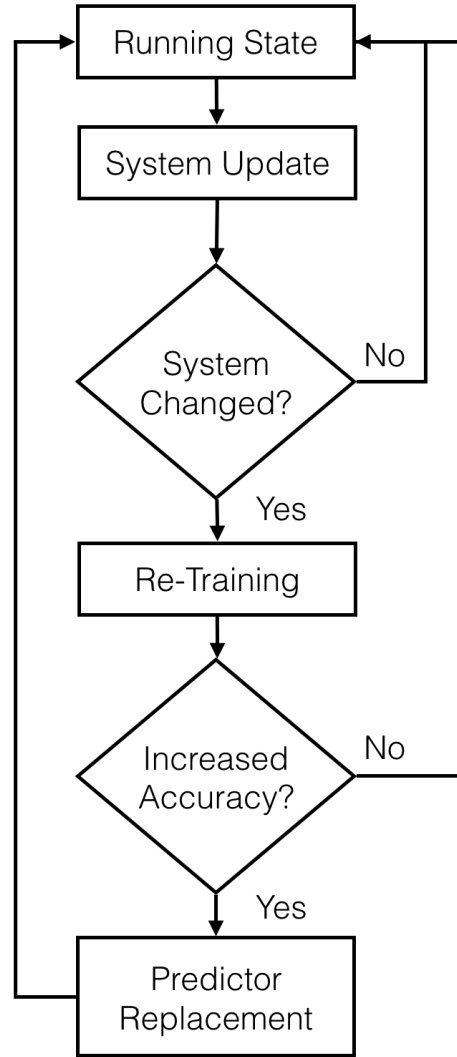 Running State
System Update
System
Changed?
No
Yes
Re-Training
Increased
Accuracy?
No
Yes
Predictor
Replacement